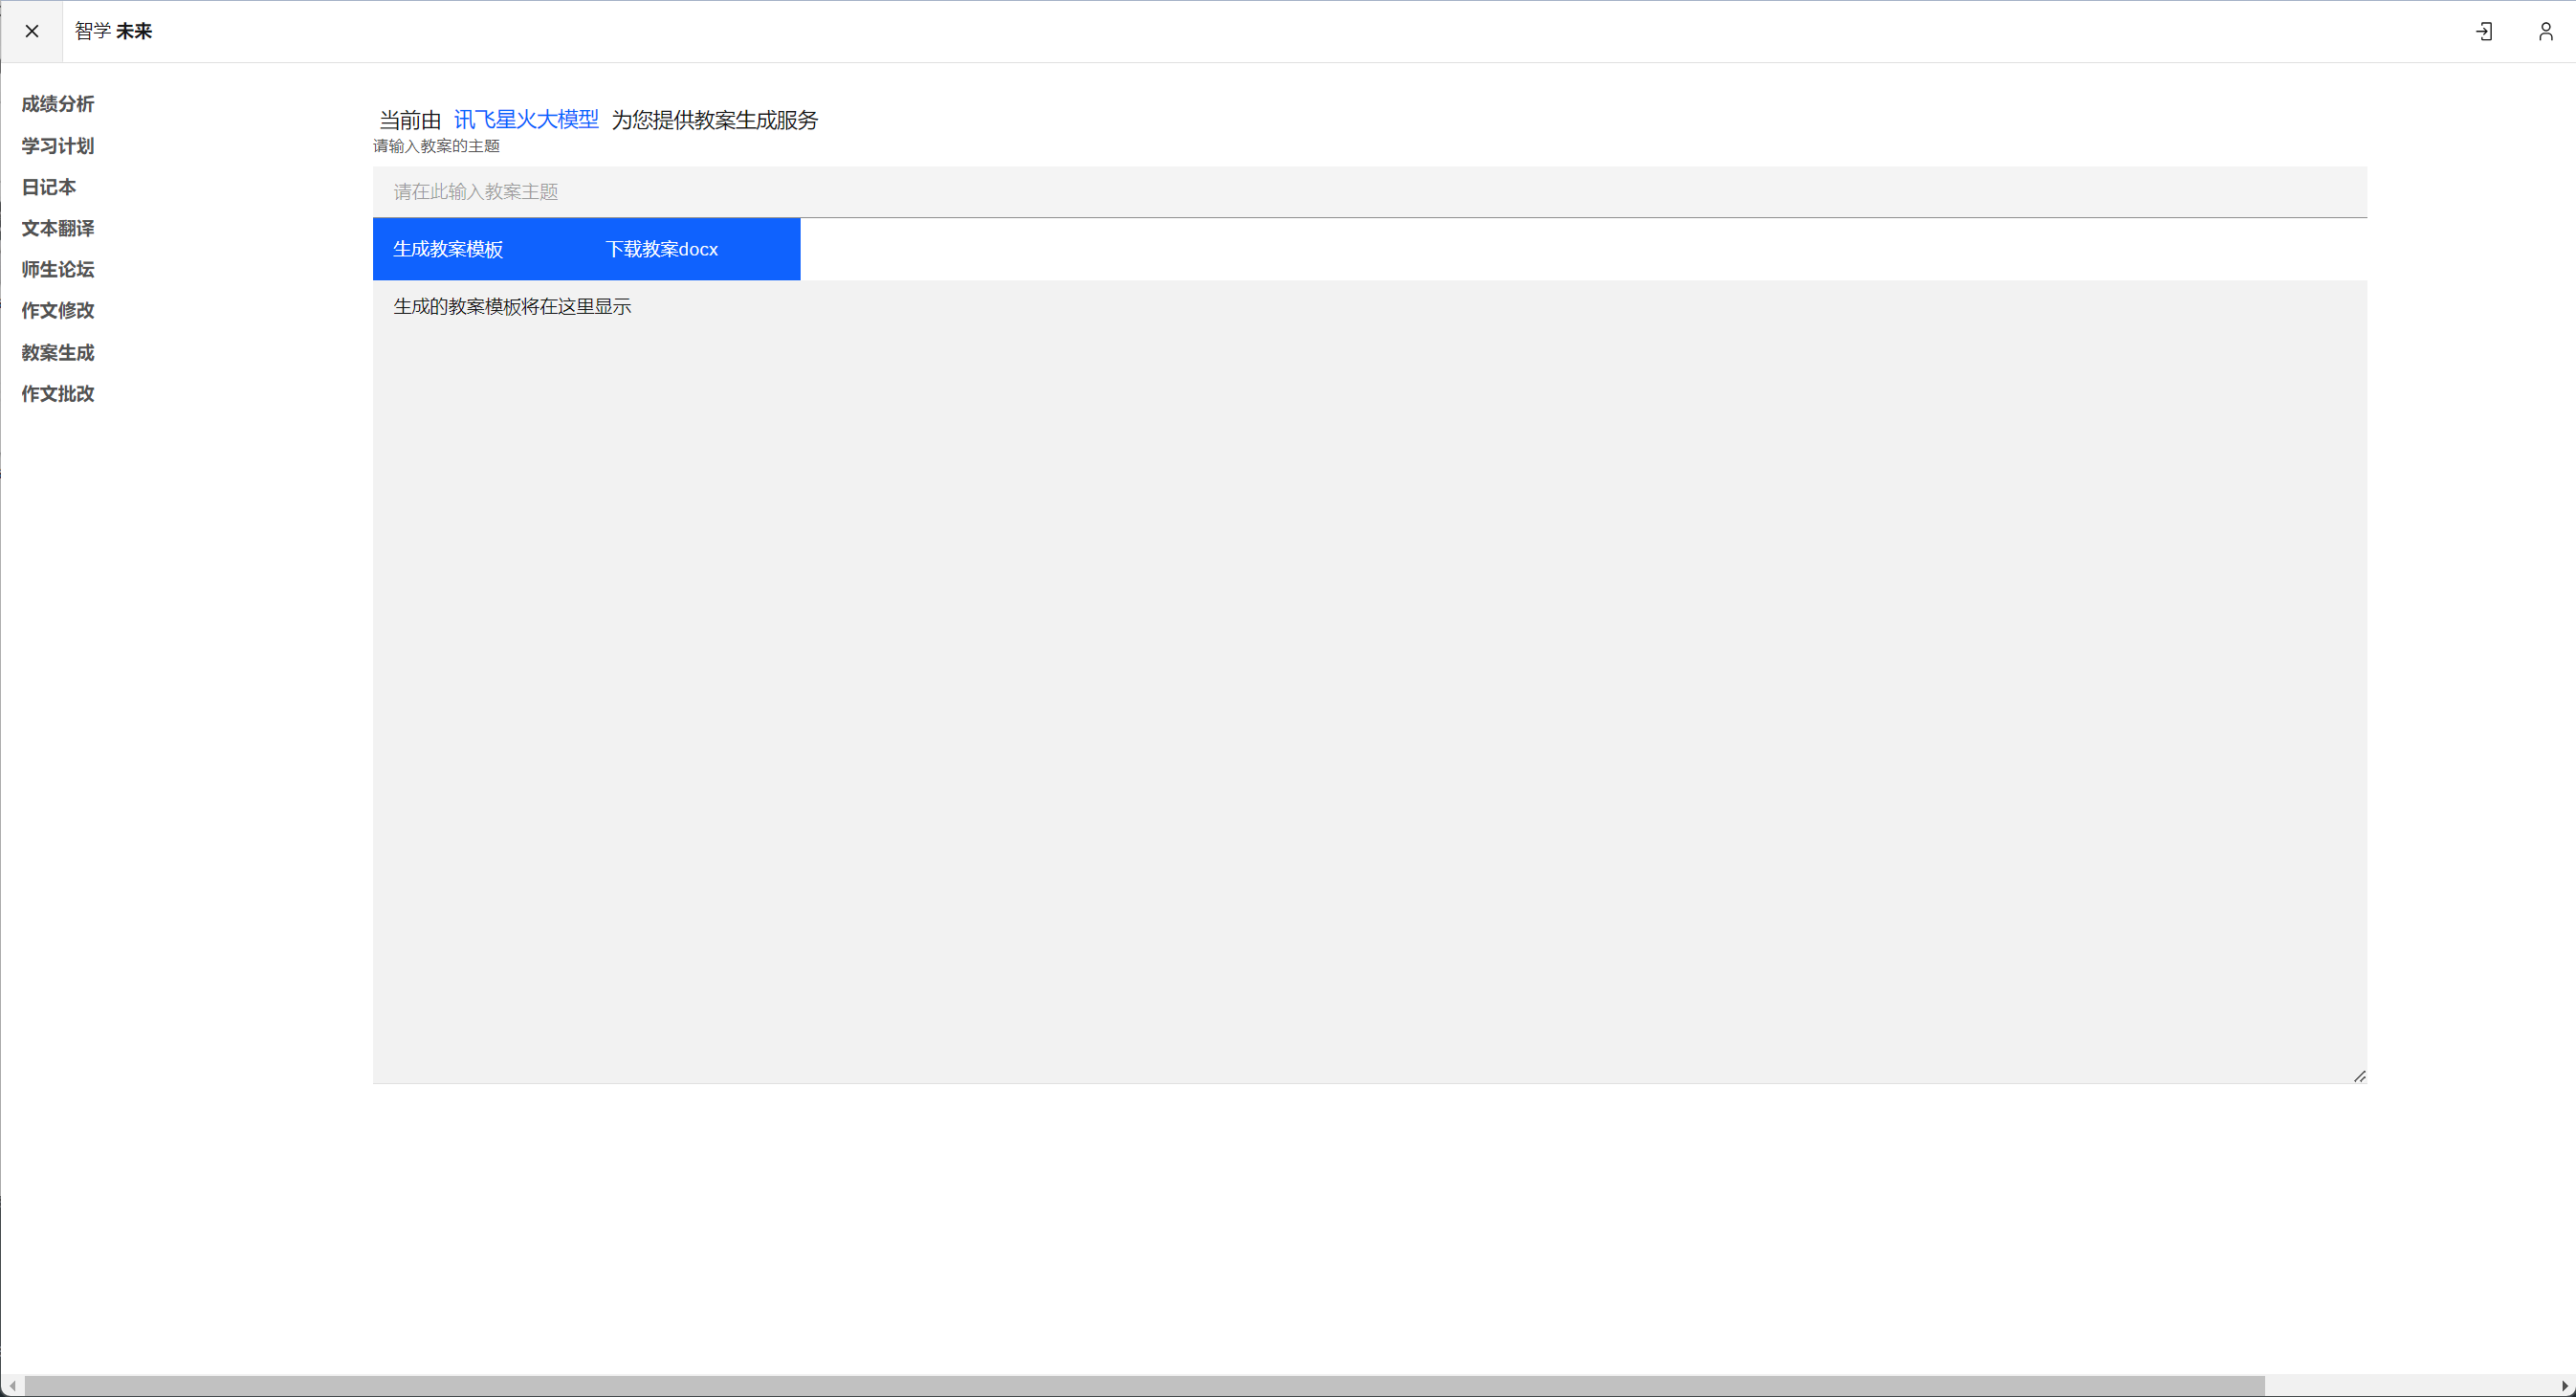 智学 未来
成绩分析
学习计划
日记本
文本翻译
师生论坛
作文修改
教案生成
作文批改
当前由 讯飞星火大模型 为您提供教案生成服务
请输入教案的主题
请在此输入教案主题
生成教案模板 下载教案docx
生成的教案模板将在这里显示